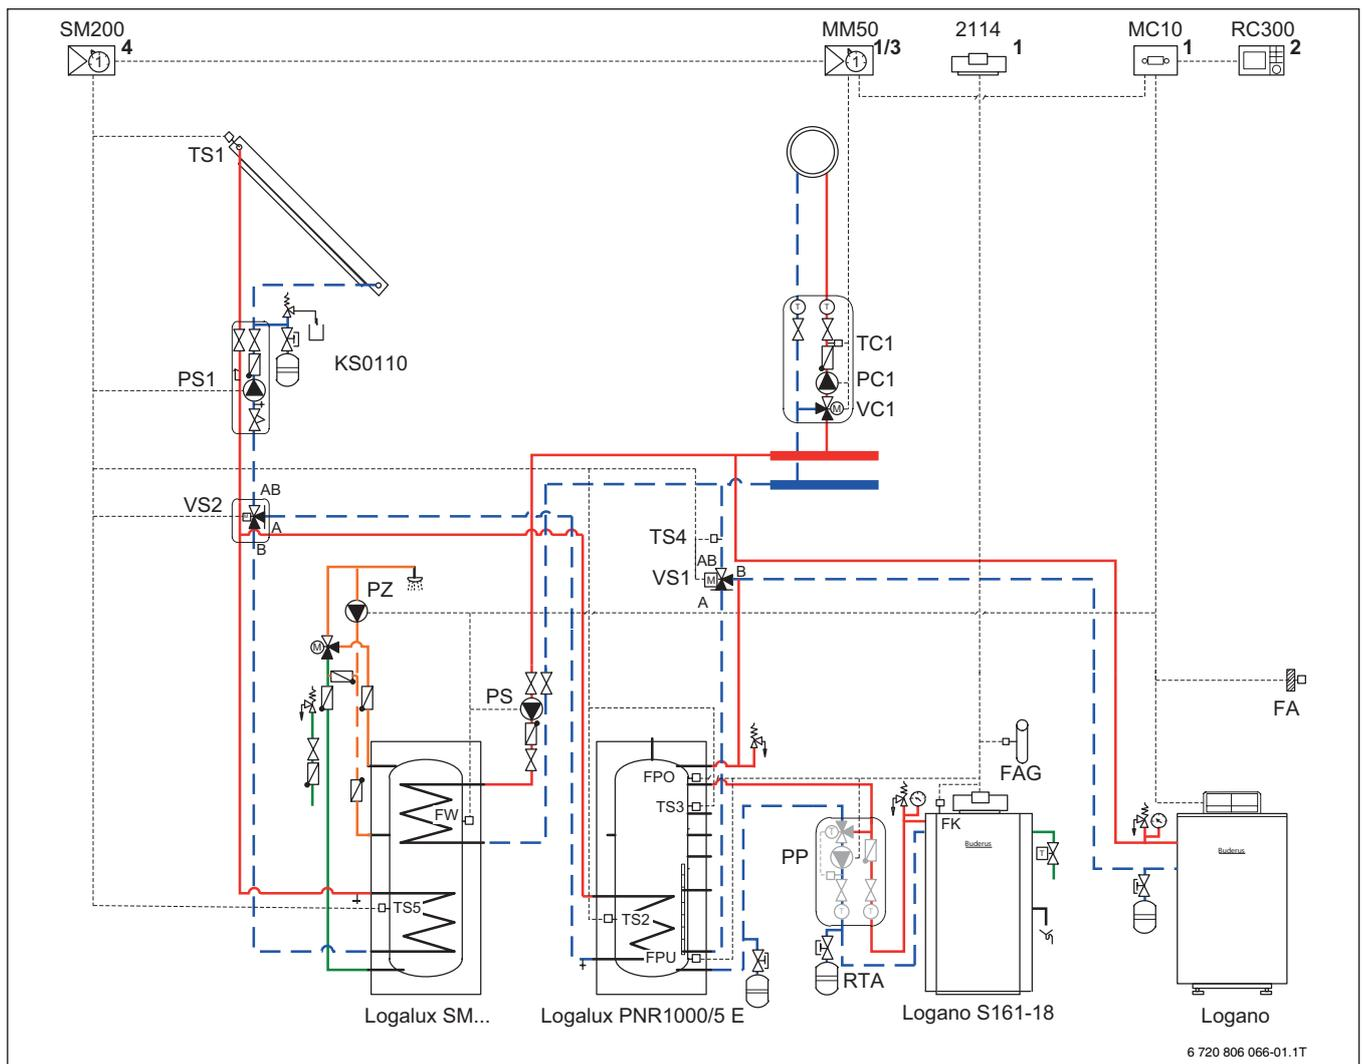 SM200 MM50 2114 MC10 RC300
4 1/3 1 1 2
1 1
TS1
T T
KS0110 TC1
PS1 PC1
M VC1
AB
VS2 A
B
TS4
AB
VS1 M B
A
PZ
M
PS
FA
FAG
FPO
TS3
FW FK
T Buderus Buderus
PP T
TS5 TS2
T T
FPU
RTA
Logalux SM... Logalux PNR1000/5 E Logano S161-18 Logano
6 720 806 066-01.1T